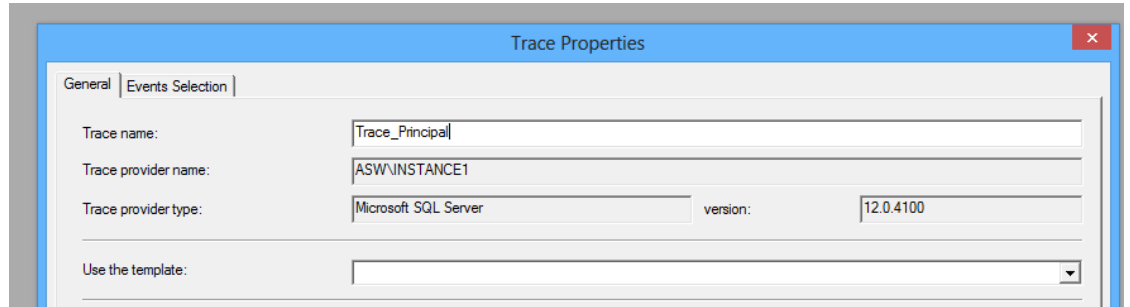 Trace Properties
General Events Selection
Trace name: Trace_Principal
Trace provider name: ASW\INSTANCE1
Trace provider type: Microsoft SQL Server version: 12.0.4100
Use the template: